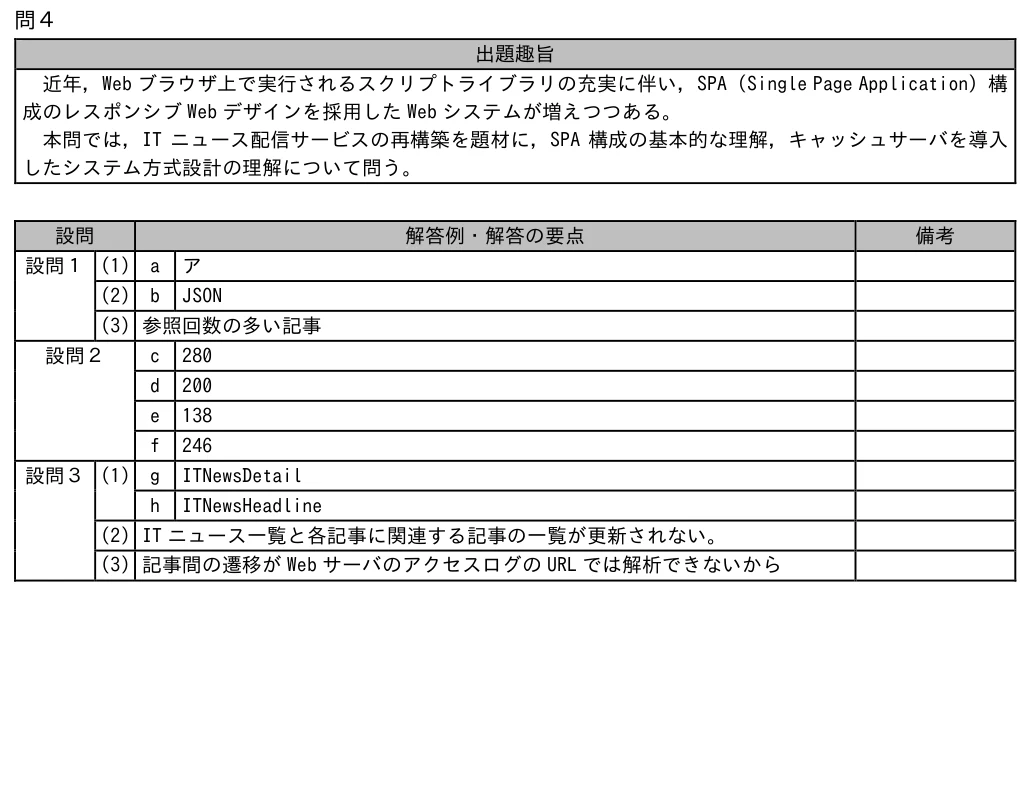 問４
出題趣旨
近年，Web ブラウザ上で実行されるスクリプトライブラリの充実に伴い，SPA（Single Page Application）構
成のレスポンシブ Web デザインを採用した Web システムが増えつつある。
本問では，IT ニュース配信サービスの再構築を題材に，SPA 構成の基本的な理解，キャッシュサーバを導入
したシステム方式設計の理解について問う。
設問 解答例・解答の要点 備考
設問１ (1) a ア
(2) b JSON
(3) 参照回数の多い記事
設問２ c 280
d 200
e 138
f 246
設問３ (1) g ITNewsDetail
h ITNewsHeadline
(2) IT ニュース一覧と各記事に関連する記事の一覧が更新されない。
(3) 記事間の遷移が Web サーバのアクセスログの URL では解析できないから